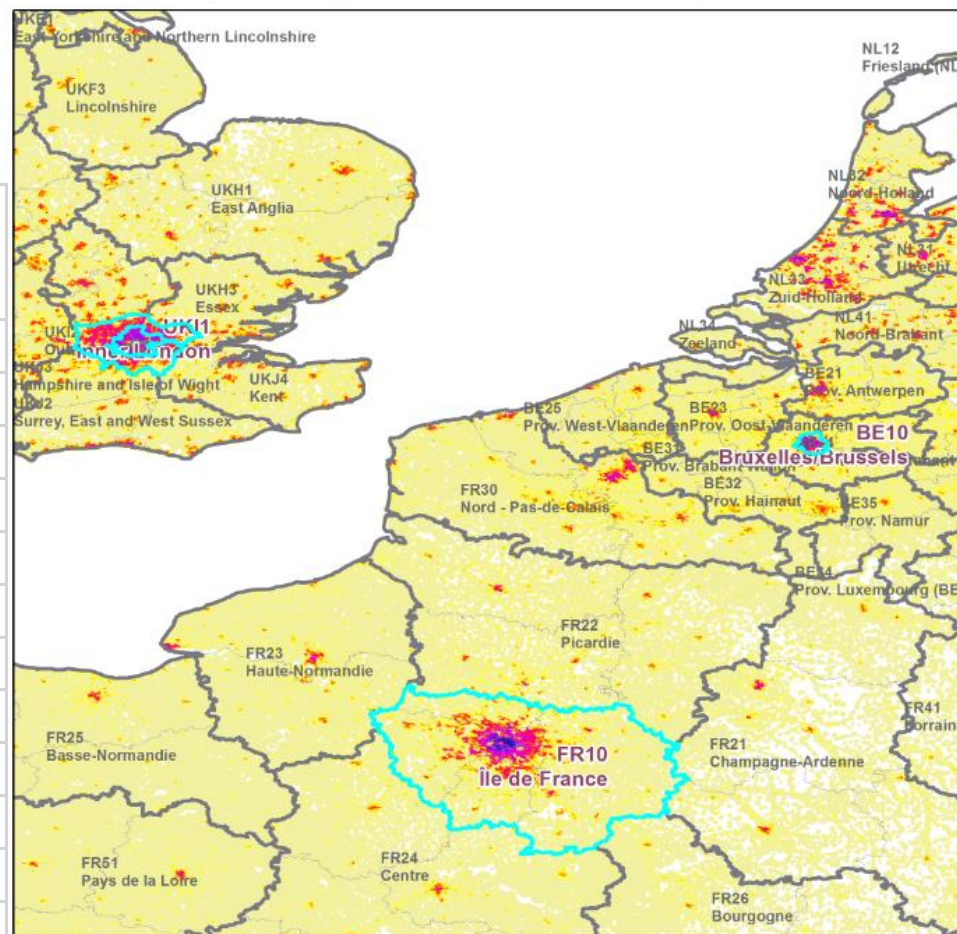 UKE1
East Yorkshire and Northern Lincolnshire
NL12
Friesland (NL
UKF3
Lincolnshire
UKH1
East Anglia
NL32
Noord-Holland
NL31
Utrecht
UKH3
Essex
NL33
Zuid-Holland
UKI1
Inner London
NL41
Noord-Brabant
NL34
Zeeland
Hampshire and Isle of Wight
UKJ4
Kent
UKJ2
Surrey, East and West Sussex
BE21
Prov. Antwerpen
BE25
Prov. West-Vlaanderen
BE23
Prov. Oost-Vlaanderen
BE10
Bruxelles/Brussels
BE31
Prov. Brabant Wallon
BE32
Prov. Hainaut
FR30
Nord - Pas-de-Calais
BE35
Prov. Namur
BE34
Prov. Luxembourg (BE
FR22
Picardie
FR23
Haute-Normandie
FR41
Lorrain
FR25
Basse-Normandie
FR10
Île de France
FR21
Champagne-Ardenne
FR51
Pays de la Loire
FR24
Centre
FR26
Bourgogne